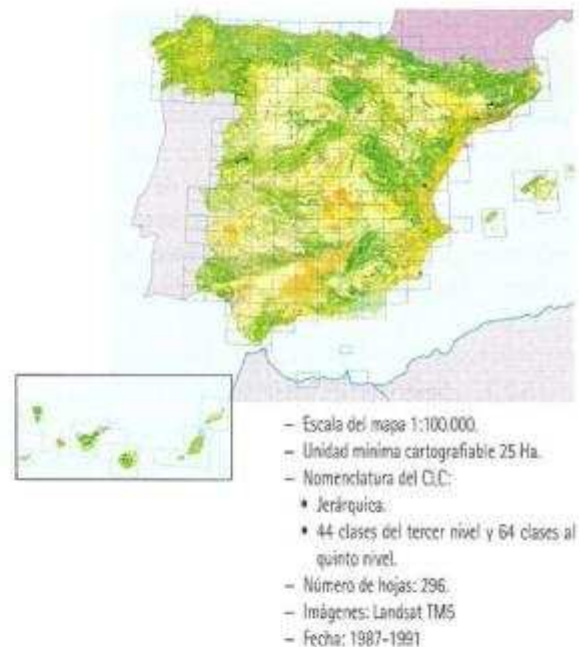 – Escala del mapa 1:100.000.
– Unidad mínima cartografiable 25 Ha.
– Nomenclatura del CLC:
• Jerárquica.
• 44 clases del tercer nivel y 64 clases al
quinto nivel.
– Número de hojas: 296.
– Imágenes: Landsat TM5
– Fecha: 1987-1991